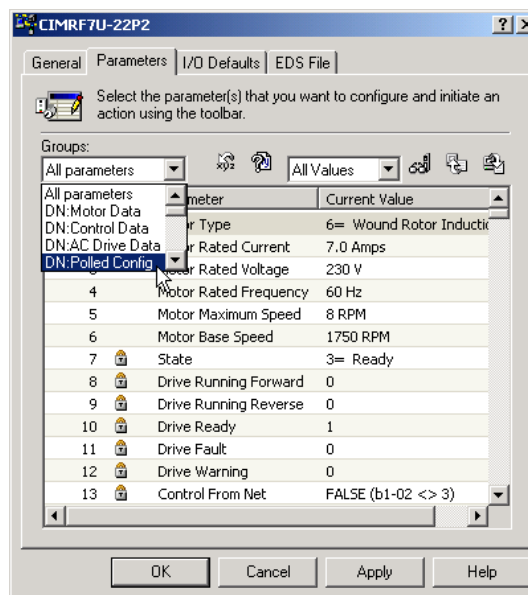 CIMRF7U-22P2
General Parameters I/O Defaults EDS File
Select the parameter(s) that you want to configure and initiate an
action using the toolbar.
Groups:
All parameters All Values
All parameters
DN:Motor Data
DN:Control Data
DN:AC Drive Data
DN:Polled Config
meter Current Value
r Type 6= Wound Rotor Inductio
r Rated Current 7.0 Amps
Motor Rated Voltage 230 V
4 Motor Rated Frequency 60 Hz
5 Motor Maximum Speed 8 RPM
6 Motor Base Speed 1750 RPM
7 State 3= Ready
8 Drive Running Forward 0
9 Drive Running Reverse 0
10 Drive Ready 1
11 Drive Fault 0
12 Drive Warning 0
13 Control From Net FALSE (b1-02 <> 3)
OK Cancel Apply Help